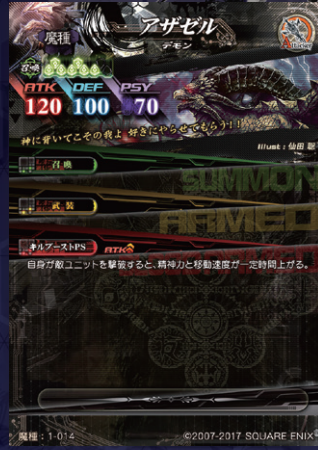 魔種
アザゼル
デモン
召喚
ATK DEF PSY
120 100 70
神に背いてこその我よ 好きにやらせてもらう!!
Illust:仙田 聡
召喚
SUMMON
武装
ARMED
キルブーストPS ATK
自身が敵ユニットを撃破すると、精神力と移動速度が一定時間上がる。
魔種:1-014
©2007-2017 SQUARE ENIX